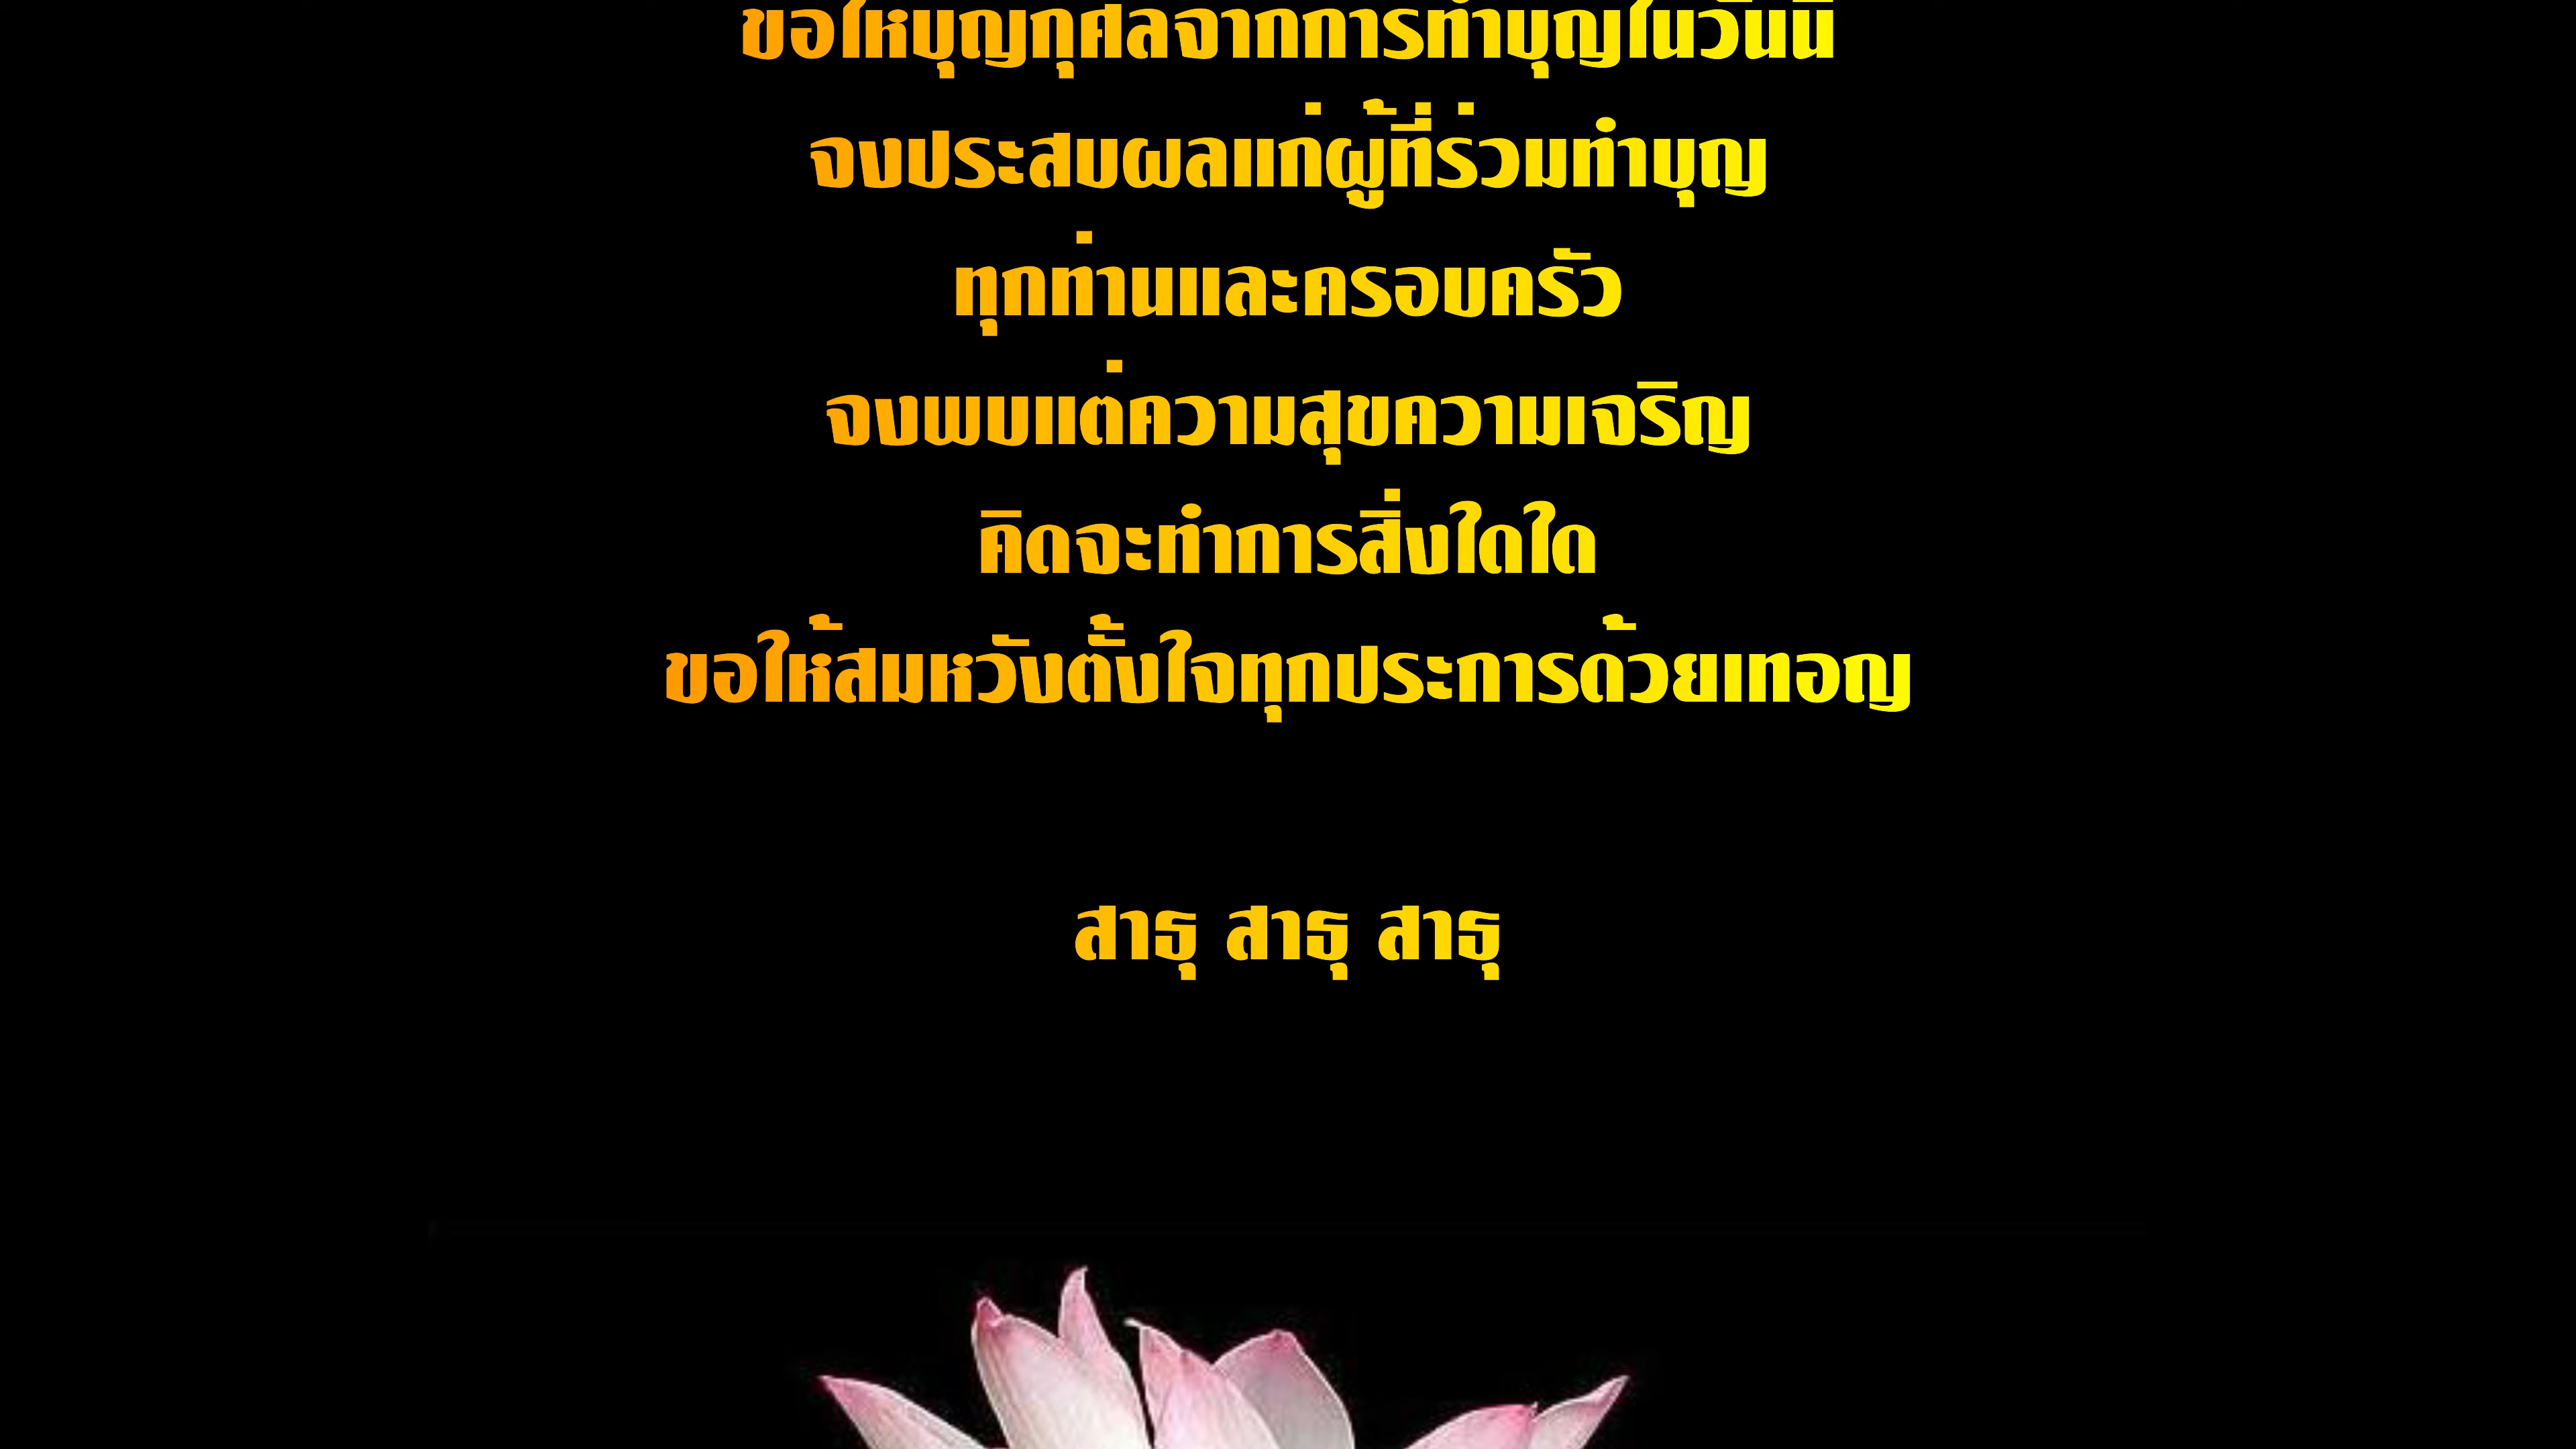 ขอให้บุญกุศลจากการทำบุญในวันนี้
จงประสบผลแก่ผู้ที่ร่วมทำบุญ
ทุกท่านและครอบครัว
จงพบแต่ความสุขความเจริญ
คิดจะทำการสิ่งใดใด
ขอให้สมหวังตั้งใจทุกประการด้วยเทอญ
สาธุ สาธุ สาธุ